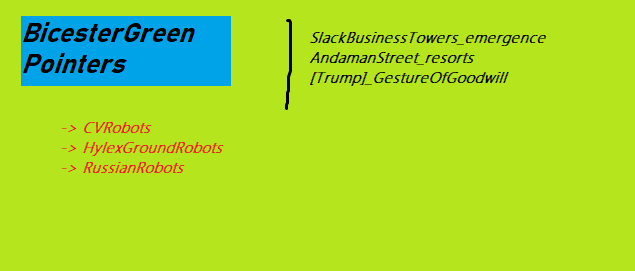 BicesterGreen
Pointers
SlackBusinessTowers_emergence
AndamanStreet_resorts
[Trump]_GestureOfGoodwill
-> CVRobots
-> HylexGroundRobots
-> RussianRobots